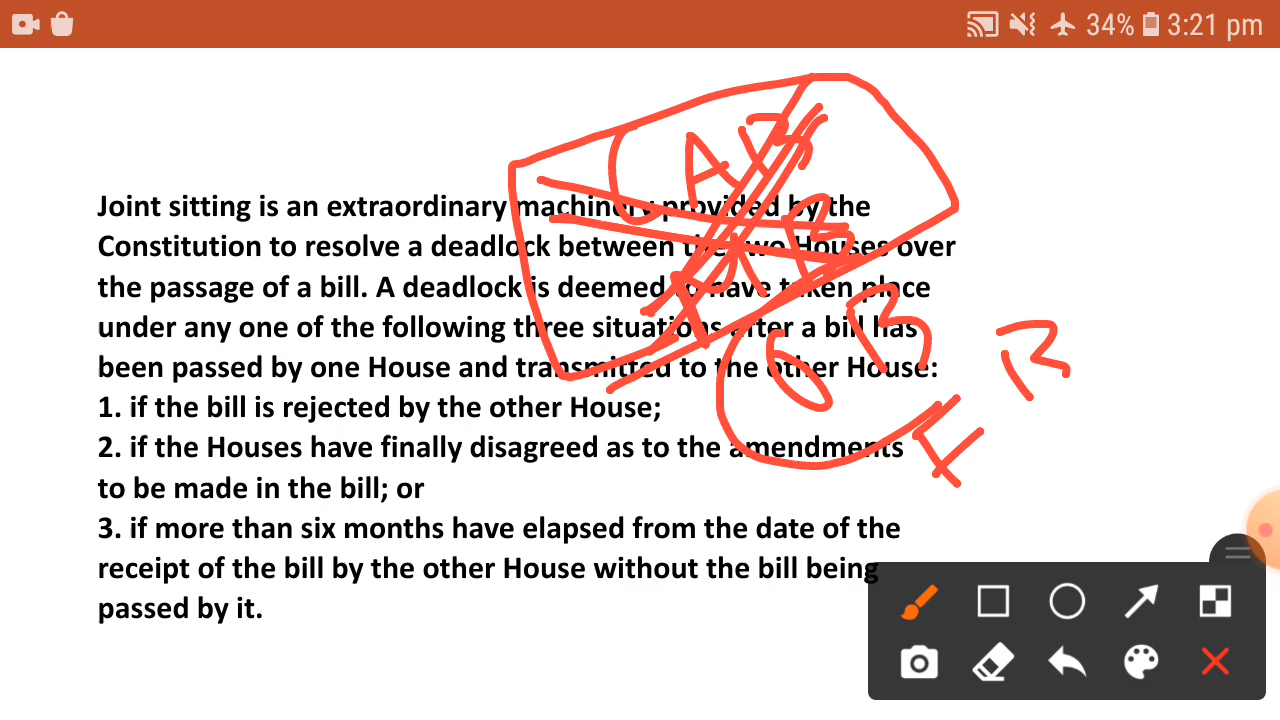 34% 3:21 pm
Joint sitting is an extraordinary machinery provided by the
Constitution to resolve a deadlock between the two Houses over
the passage of a bill. A deadlock is deemed to have taken place
under any one of the following three situations after a bill has
been passed by one House and transmitted to the other House:
1. if the bill is rejected by the other House;
2. if the Houses have finally disagreed as to the amendments
to be made in the bill; or
3. if more than six months have elapsed from the date of the
receipt of the bill by the other House without the bill being
passed by it.